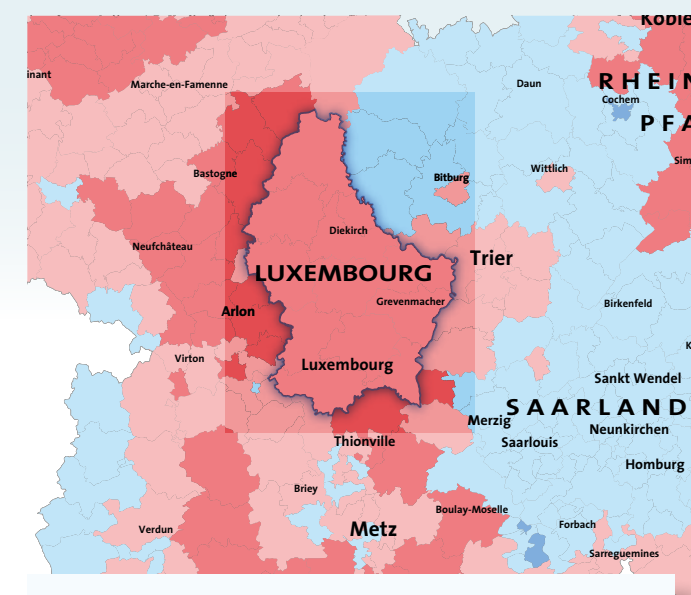 Koble
inant
Marche-en-Famenne
Daun
RHEIN
Cochem
PFA
Bastogne
Bitburg
Wittlich
Sim
Diekirch
Neufchâteau
Trier
LUXEMBOURG
Grevenmacher
Birkenfeld
Arlon
K
Virton
Luxembourg
Sankt Wendel
SAARLAND
Merzig
Neunkirchen
Thionville
Saarlouis
Homburg
Briey
Boulay-Moselle
Verdun
Metz
Forbach
Sarreguemines